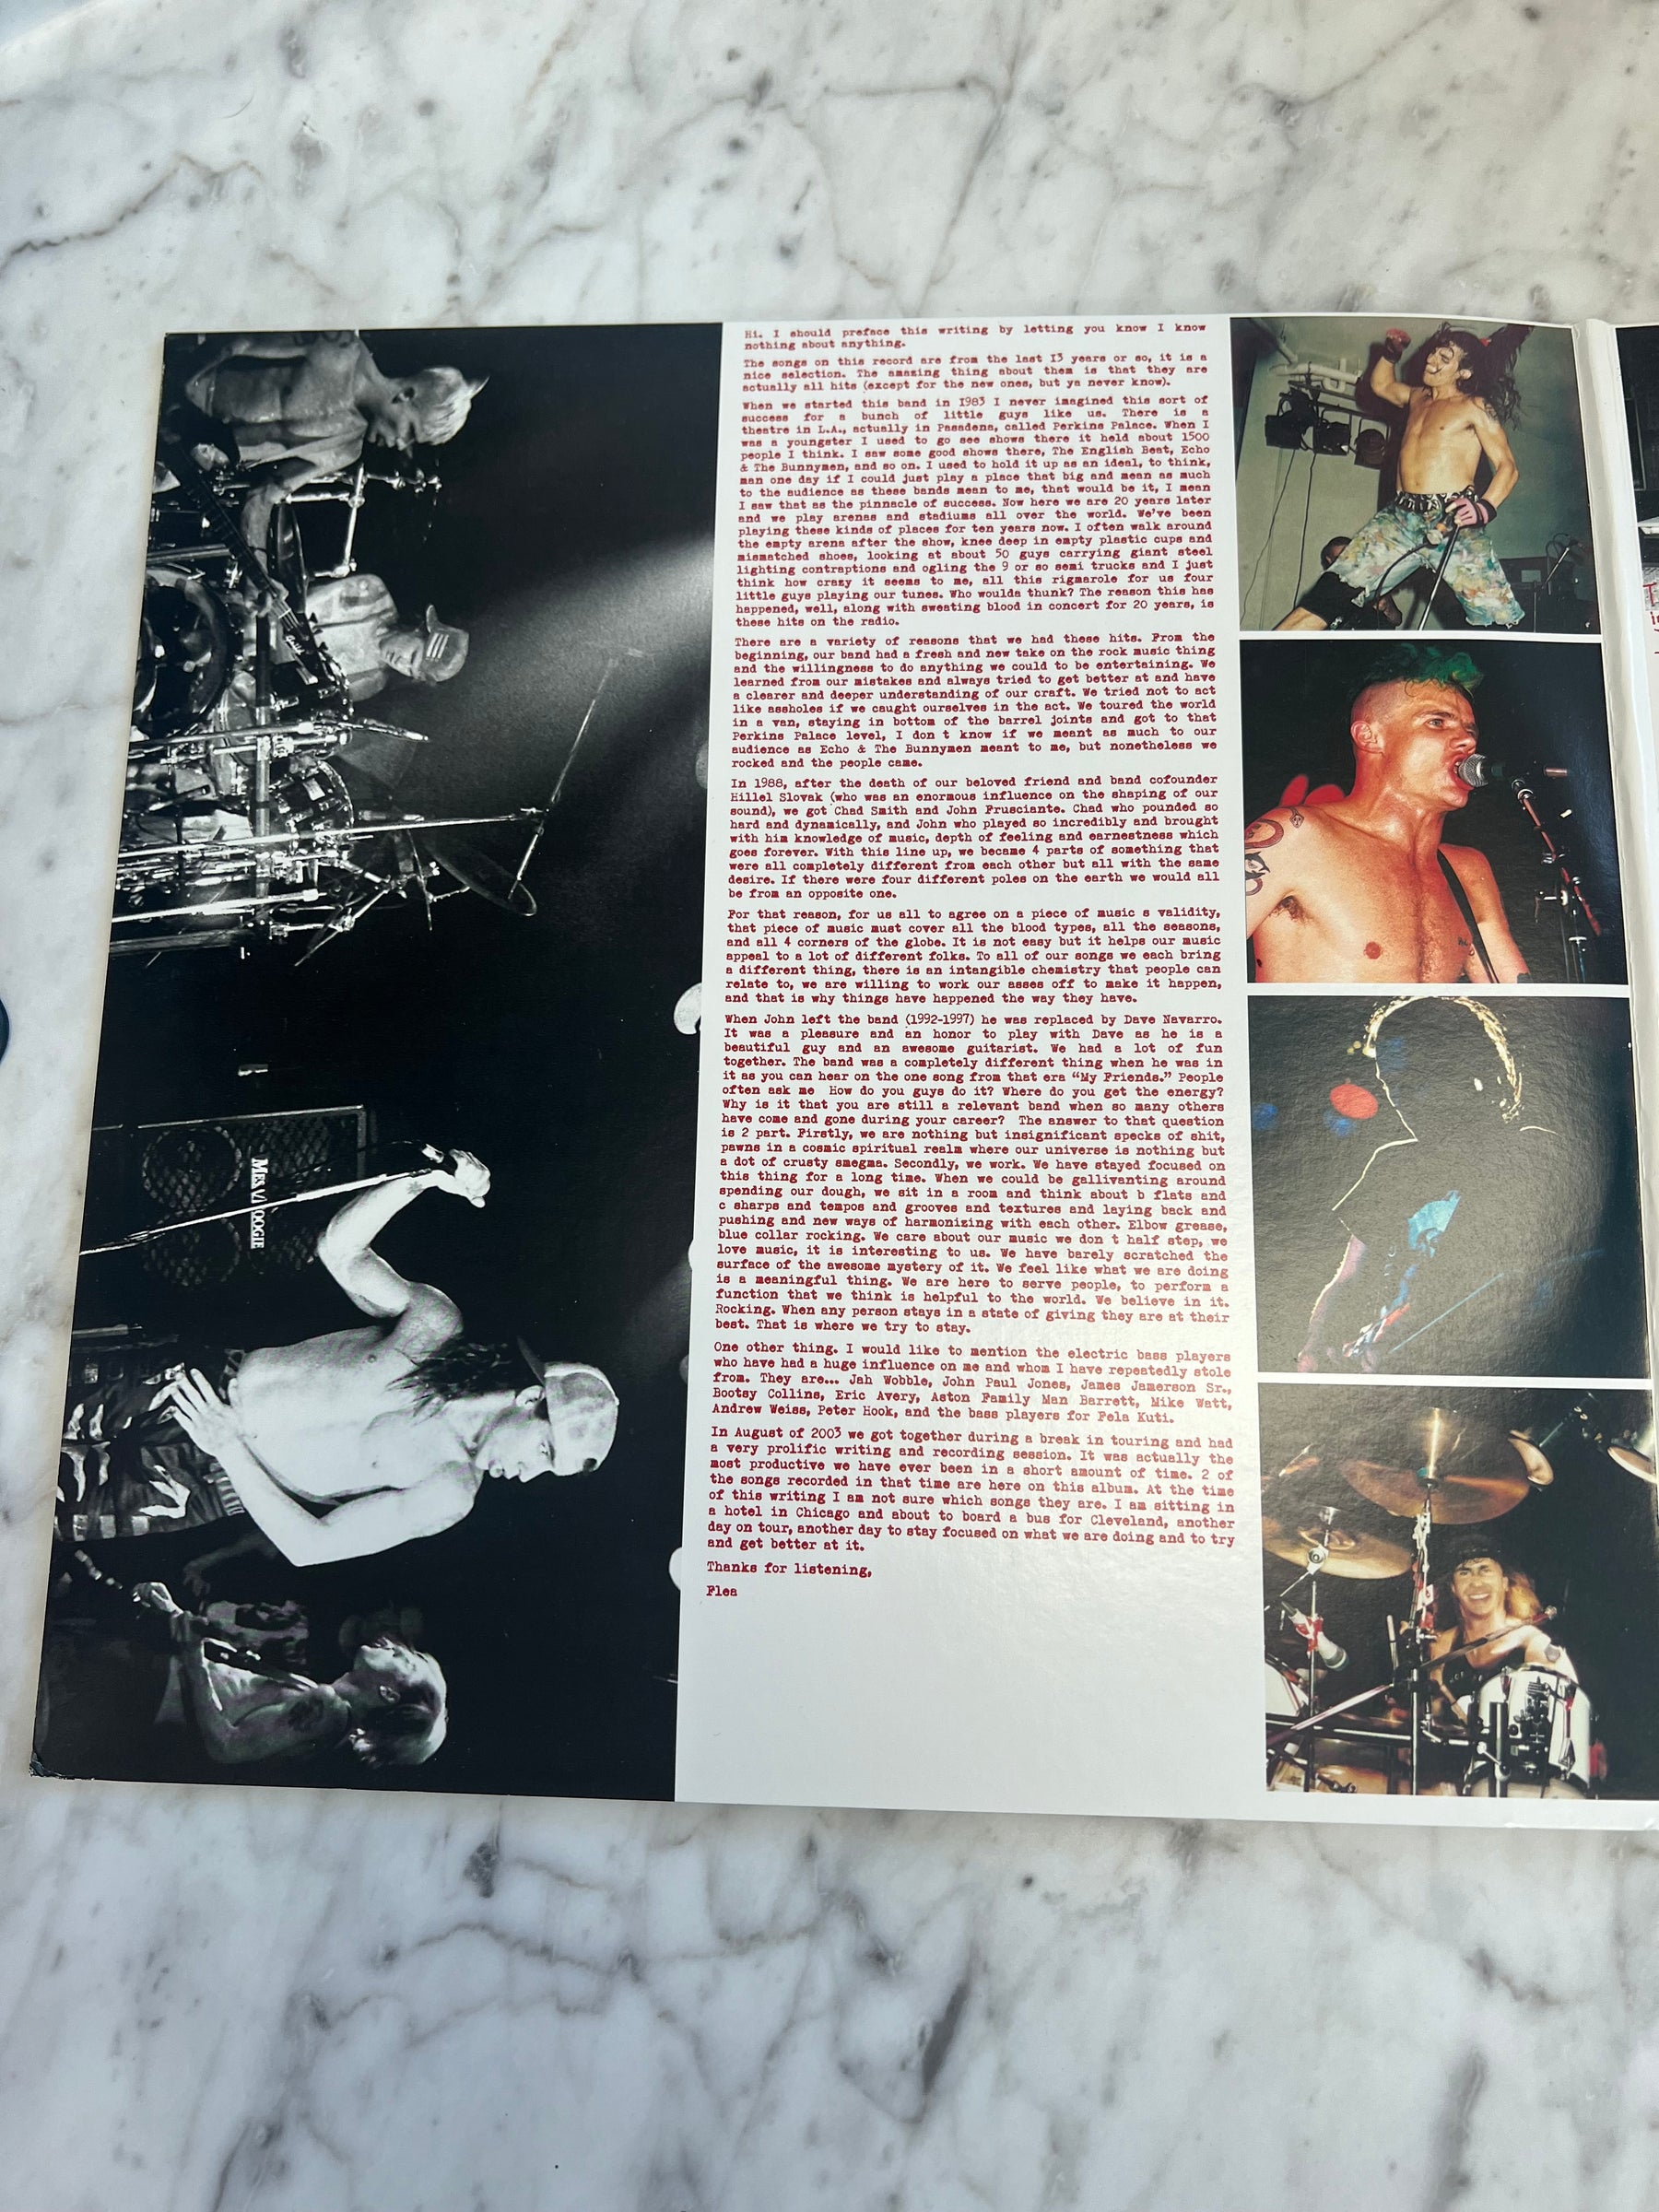 Hi. I should preface this writing by letting you know I know
nothing about anything.
The songs on this record are from the last 13 years or so, it is a
nice selection. The amazing thing about them is that they are
actually all hits (except for the new ones, but ya never know).
When we started this band in 1983 I never imagined this sort of
success for a bunch of little guys like us. There is a
theatre in L.A., actually in Pasadena, called Perkins Palace. When I
was a youngster I used to go see shows there it held about 1500
people I think. I saw some good shows there, The English Beat, Echo
& The Bunnymen, and so on. I used to hold it up as an ideal, to think,
man one day if I could just play a place that big and mean as much
to the audience as these bands mean to me, that would be it, I mean
I saw that as the pinnacle of success. Now here we are 20 years later
and we play arenas and stadiums all over the world. We've been
playing these kinds of places for ten years now. I often walk around
the empty arena after the show, knee deep in empty plastic cups and
mismatched shoes, looking at about 50 guys carrying giant steel
lighting contraptions and ogling the 9 or so semi trucks and I just
think how crazy it seems to me, all this rigmarole for us four
little guys playing our tunes. Who woulda thunk? The reason this has
happened, well, along with sweating blood in concert for 20 years, is
these hits on the radio.
There are a variety of reasons that we had these hits. From the
beginning, our band had a fresh and new take on the rock music thing
and the willingness to do anything we could to be entertaining. We
learned from our mistakes and always tried to get better at and have
a clearer and deeper understanding of our craft. We tried not to act
like assholes if we caught ourselves in the act. We toured the world
in a van, staying in bottom of the barrel joints and got to that
Perkins Palace level, I don t know if we meant as much to our
audience as Echo & The Bunnymen meant to me, but nonetheless we
rocked and the people came.
In 1988, after the death of our beloved friend and band cofounder
Hillel Slovak (who was an enormous influence on the shaping of our
sound), we got Chad Smith and John Frusciante. Chad who pounded so
hard and dynamically, and John who played so incredibly and brought
with him knowledge of music, depth of feeling and earnestness which
goes forever. With this line up, we became 4 parts of something that
were all completely different from each other but all with the same
desire. If there were four different poles on the earth we would all
be from an opposite one.
For that reason, for us all to agree on a piece of music s validity,
that piece of music must cover all the blood types, all the seasons,
and all 4 corners of the globe. It is not easy but it helps our music
appeal to a lot of different folks. To all of our songs we each bring
a different thing, there is an intangible chemistry that people can
relate to, we are willing to work our asses off to make it happen,
and that is why things have happened the way they have.
When John left the band (1992-1997) he was replaced by Dave Navarro.
It was a pleasure and an honor to play with Dave as he is a
beautiful guy and an awesome guitarist. We had a lot of fun
together. The band was a completely different thing when he was in
it as you can hear on the one song from that era “My Friends.” People
often ask me How do you guys do it? Where do you get the energy?
Why is it that you are still a relevant band when so many others
have come and gone during your career? The answer to that question
is 2 part. Firstly, we are nothing but insignificant specks of shit,
pawns in a cosmic spiritual realm where our universe is nothing but
a dot of crusty smegma. Secondly, we work. We have stayed focused on
this thing for a long time. When we could be gallivanting around
spending our dough, we sit in a room and think about b flats and
c sharps and tempos and grooves and textures and laying back and
pushing and new ways of harmonizing with each other. Elbow grease,
blue collar rocking. We care about our music we don t half step, we
love music, it is interesting to us. We have barely scratched the
surface of the awesome mystery of it. We feel like what we are doing
is a meaningful thing. We are here to serve people, to perform a
function that we think is helpful to the world. We believe in it.
Rocking. When any person stays in a state of giving they are at their
best. That is where we try to stay.
One other thing. I would like to mention the electric bass players
who have had a huge influence on me and whom I have repeatedly stole
from. They are... Jah Wobble, John Paul Jones, James Jamerson Sr.,
Bootsy Collins, Eric Avery, Aston Family Man Barrett, Mike Watt,
Andrew Weiss, Peter Hook, and the bass players for Fela Kuti.
In August of 2003 we got together during a break in touring and had
a very prolific writing and recording session. It was actually the
most productive we have ever been in a short amount of time. 2 of
the songs recorded in that time are here on this album. At the time
of this writing I am not sure which songs they are. I am sitting in
a hotel in Chicago and about to board a bus for Cleveland, another
day on tour, another day to stay focused on what we are doing and to try
and get better at it.
Thanks for listening,
Flea